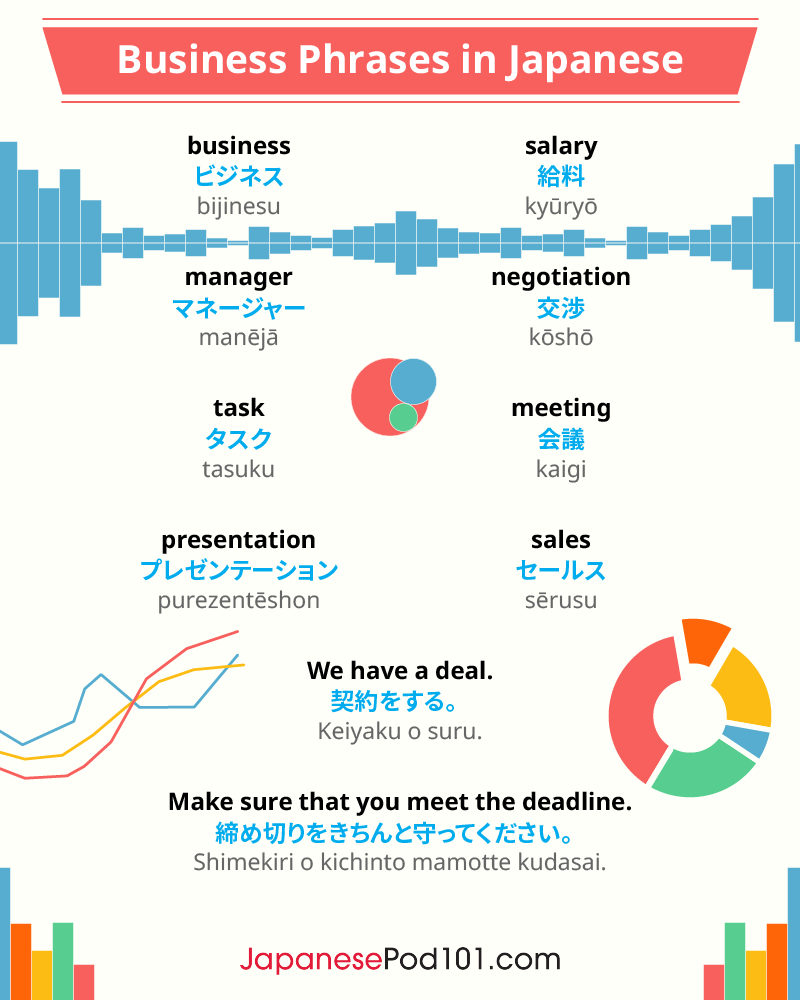 Business Phrases in Japanese
business
ビジネス
bijinesu
salary
給料
kyūryō
manager
マネージャー
manējā
negotiation
交渉
kōshō
task
タスク
tasuku
meeting
会議
kaigi
presentation
プレゼンテーション
purezentēshon
sales
セールス
sērusu
We have a deal.
契約をする。
Keiyaku o suru.
Make sure that you meet the deadline.
締め切りをきちんと守ってください。
Shimekiri o kichinto mamotte kudasai.
JapanesePod101.com